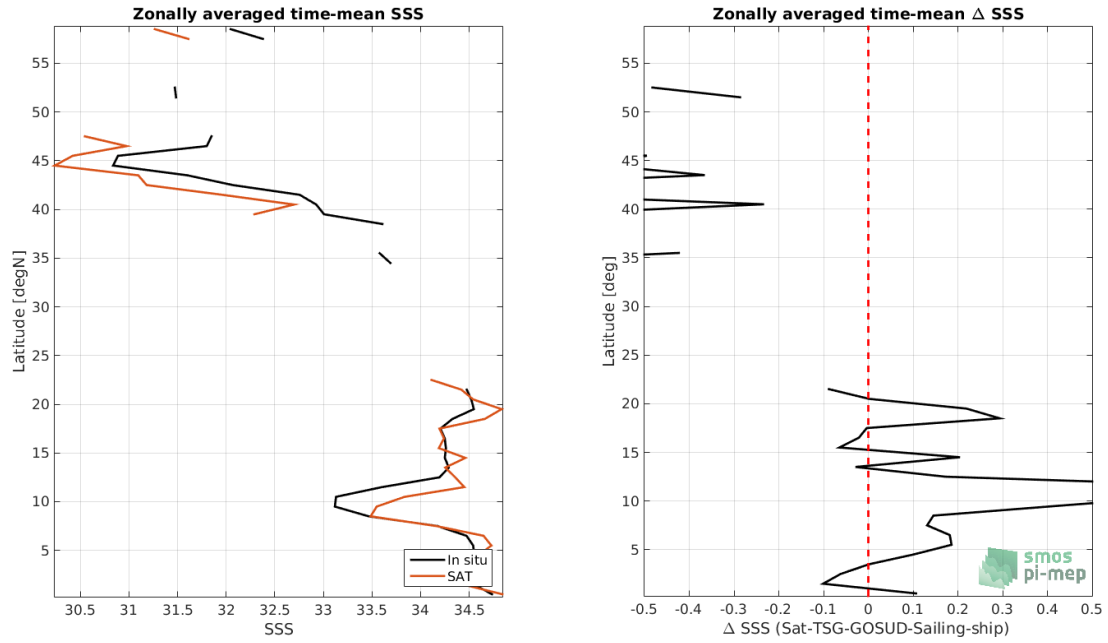 Zonally averaged time-mean SSS
55
50
45
40
35
30
25
20
15
10
5
Latitude [degN]
30.5 31 31.5 32 32.5 33 33.5 34 34.5
SSS
In situ
SAT
Zonally averaged time-mean Δ SSS
55
50
45
40
35
30
25
20
15
10
5
Latitude [deg]
-0.5 -0.4 -0.3 -0.2 -0.1 0 0.1 0.2 0.3 0.4 0.5
Δ SSS (Sat-TSG-GOSUD-Sailing-ship)
smos
pi-mep